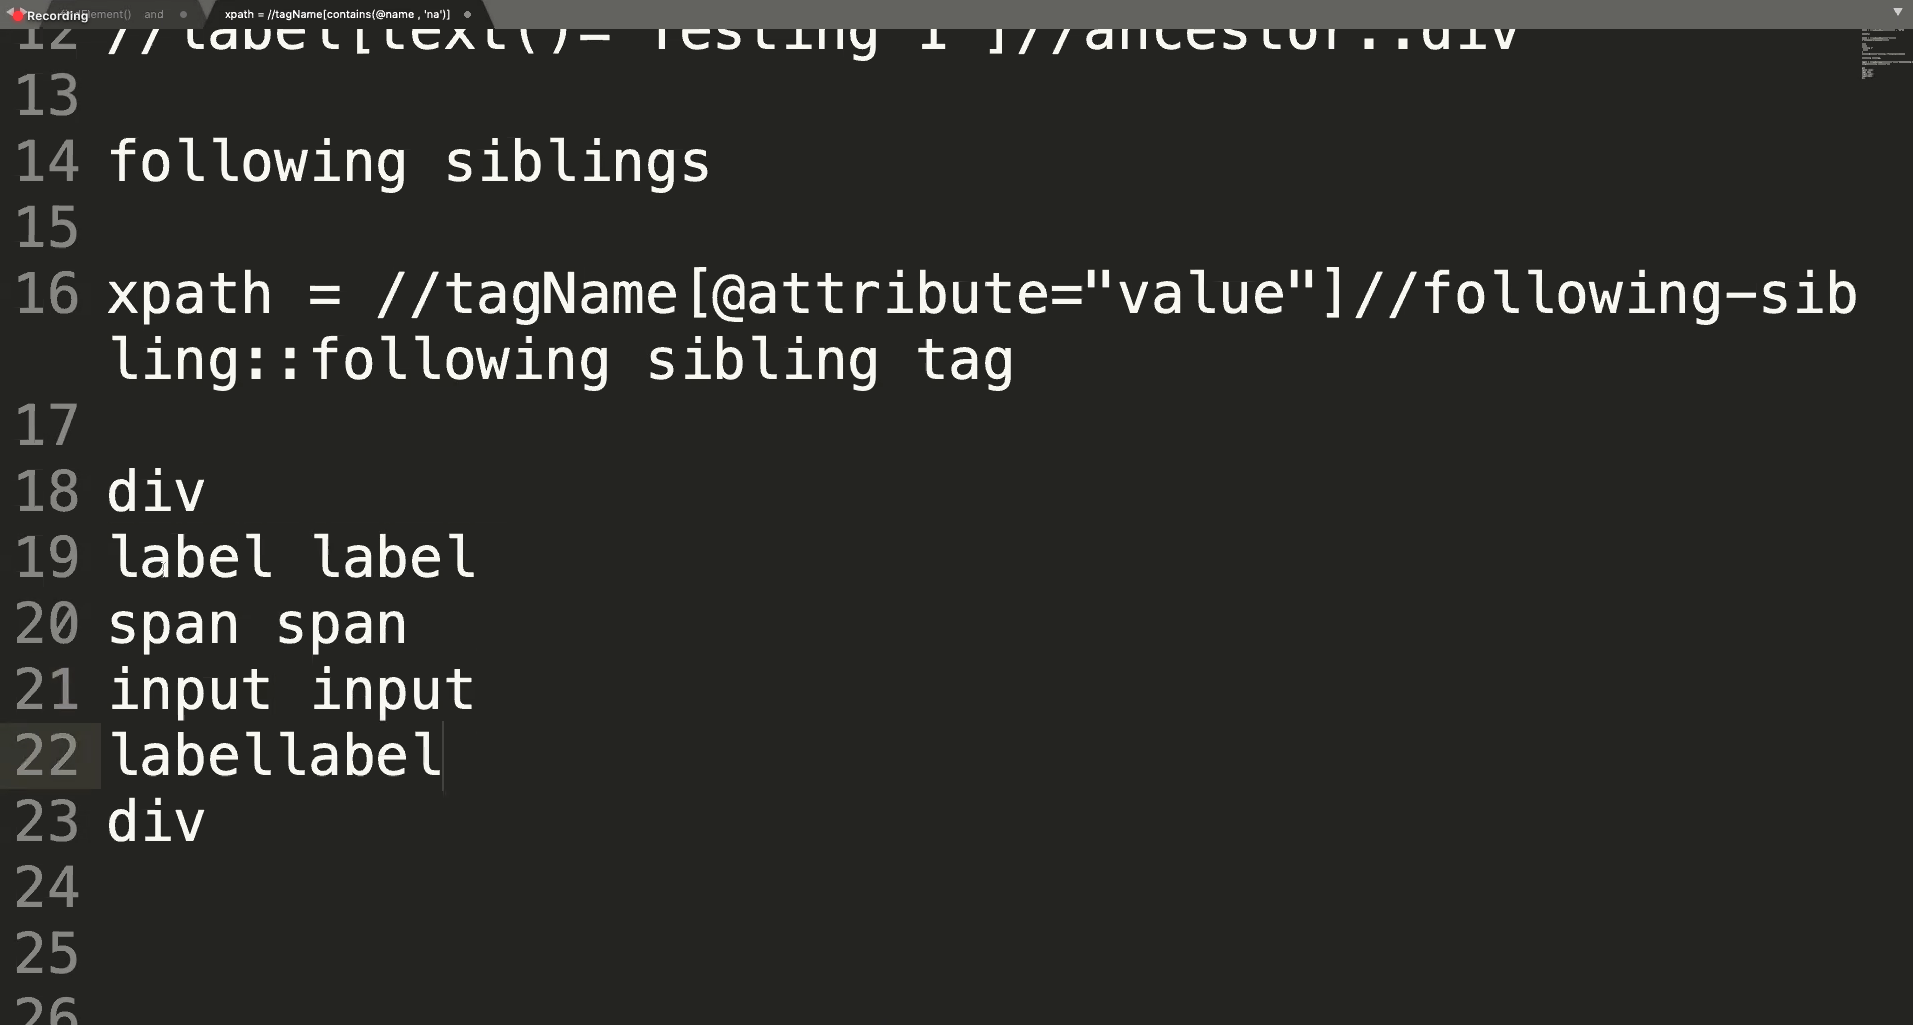 Recording
Element() and
xpath = //tagName[contains(@name , 'na')]
12 //label[text()= Testing 1 ]//ancestor::div
13
14 following siblings
15
16 xpath = //tagName[@attribute="value"]//following-sib
ling::following sibling tag
17
18 div
19 label label
20 span span
21 input input
22 labellabel
23 div
24
25
26